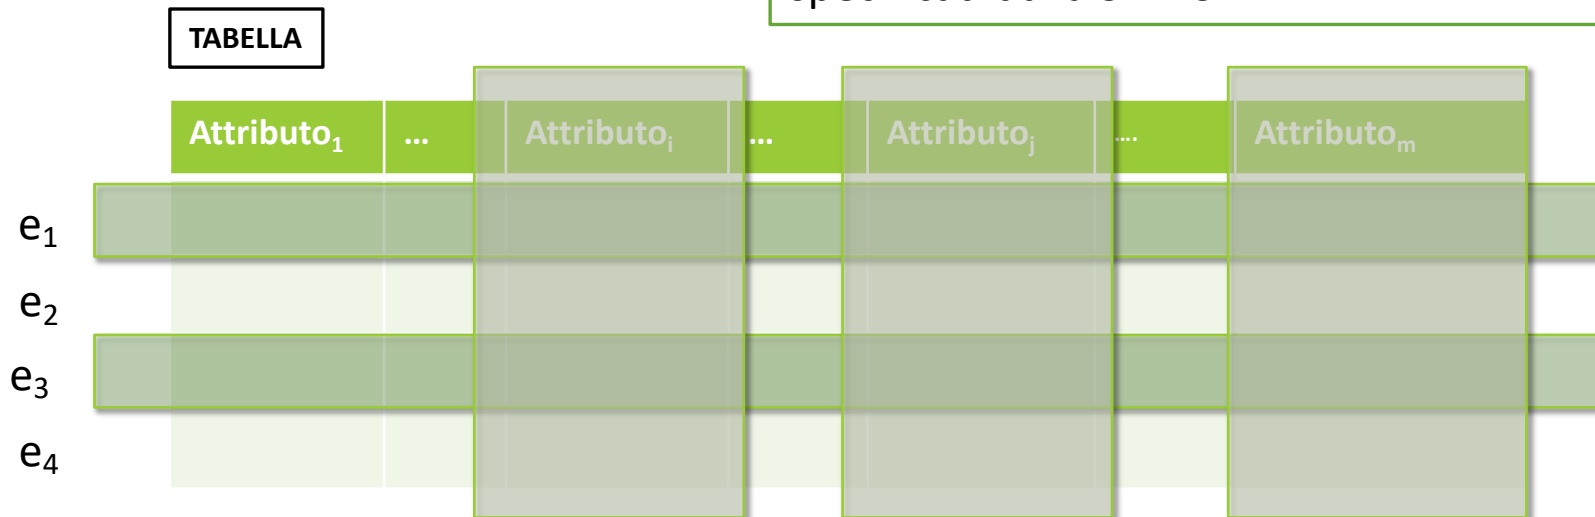 TABELLA
Attributo₁ ... Attributoᵢ ... Attributoⱼ .... Attributoₘ
e₁
e₂
e₃
e₄